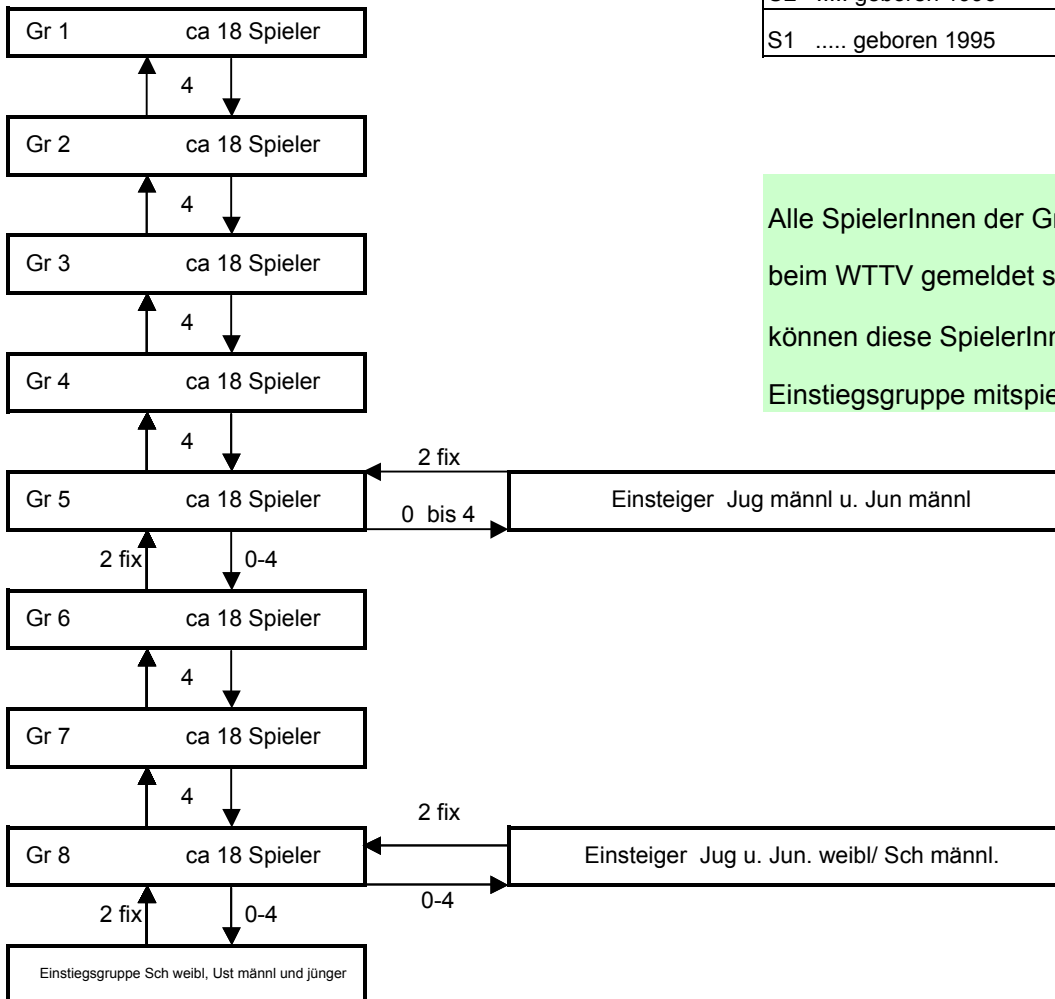 Gr 1 ca 18 Spieler
4
Gr 2 ca 18 Spieler
4
Gr 3 ca 18 Spieler
4
Gr 4 ca 18 Spieler
4
2 fix
Gr 5 ca 18 Spieler
0 bis 4
Einsteiger Jug männl u. Jun männl
2 fix 0-4
Gr 6 ca 18 Spieler
4
Gr 7 ca 18 Spieler
4
2 fix
Gr 8 ca 18 Spieler
Einsteiger Jug u. Jun. weibl/ Sch männl.
0-4
2 fix 0-4
Einstiegsgruppe Sch weibl, Ust männl und jünger
S1 ..... geboren 1995
Alle SpielerInnen der
beim WTTV gemeldet
können diese
Einstiegsgruppe